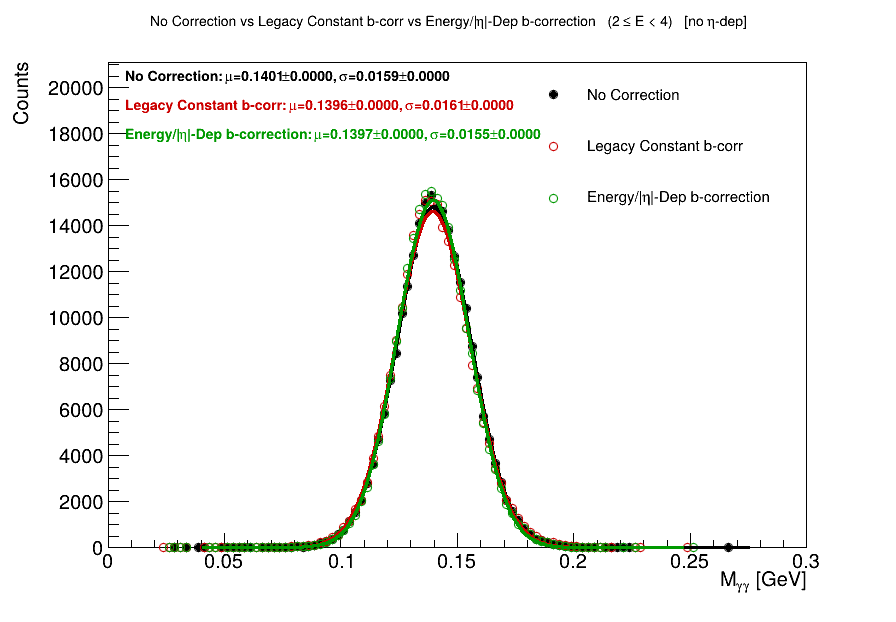 No Correction vs Legacy Constant b-corr vs Energy/|η|-Dep b-correction (2 ≤ E < 4) [no η-dep]
Counts
No Correction: μ=0.1401±0.0000, σ=0.0159±0.0000
Legacy Constant b-corr: μ=0.1396±0.0000, σ=0.0161±0.0000
Energy/|η|-Dep b-correction: μ=0.1397±0.0000, σ=0.0155±0.0000
No Correction
Legacy Constant b-corr
Energy/|η|-Dep b-correction
20000
18000
16000
14000
12000
10000
8000
6000
4000
2000
0
0 0.05 0.1 0.15 0.2 0.25 0.3
Mγγ [GeV]